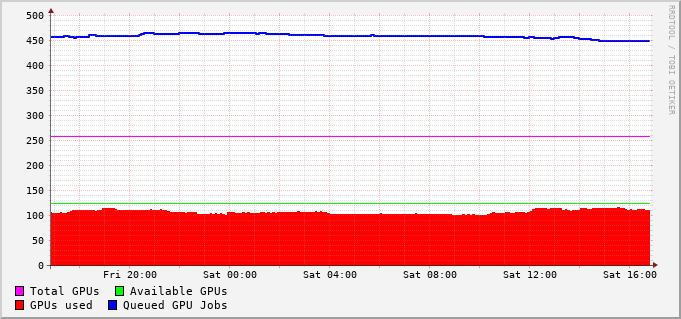 500
450
400
350
300
250
200
150
100
50
0
Fri 20:00 Sat 00:00 Sat 04:00 Sat 08:00 Sat 12:00 Sat 16:00
Total GPUs Available GPUs
GPUs used Queued GPU Jobs
RRDTOOL / TOBI OETIKER